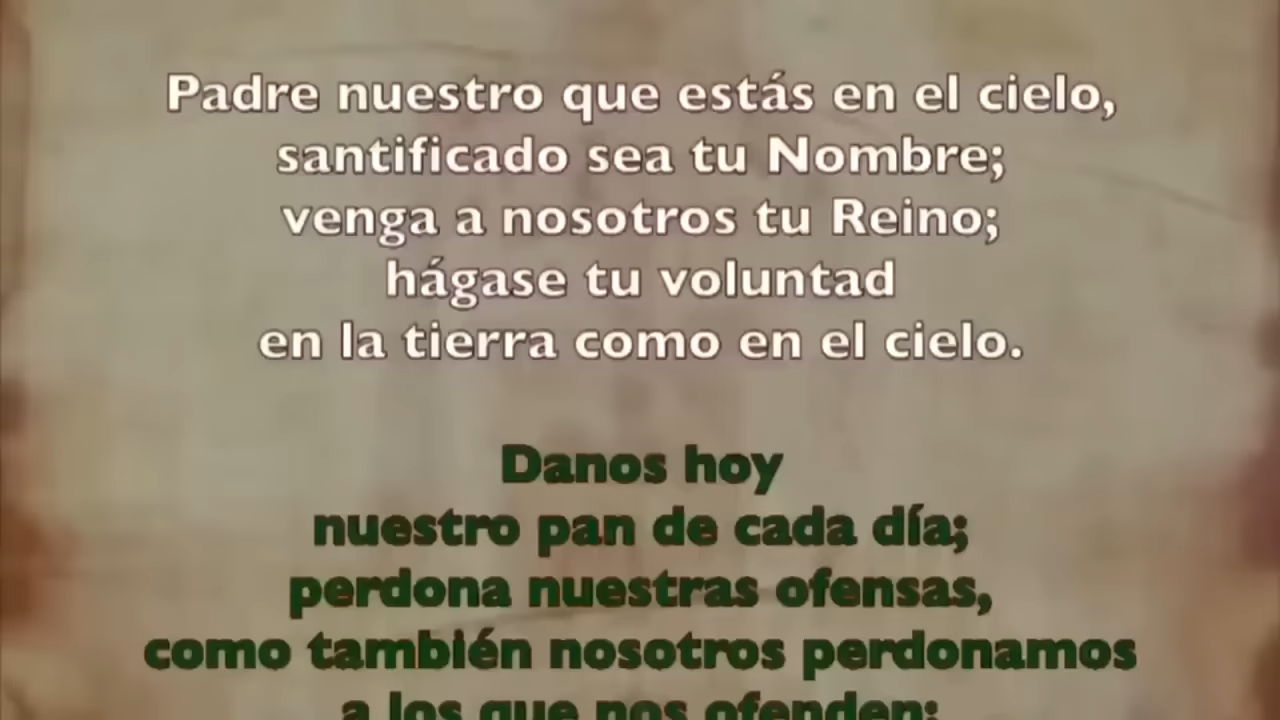 Padre nuestro que estás en el cielo,
santificado sea tu Nombre;
venga a nosotros tu Reino;
hágase tu voluntad
en la tierra como en el cielo.
Danos hoy
nuestro pan de cada día;
perdona nuestras ofensas,
como también nosotros perdonamos
a los que nos ofenden;